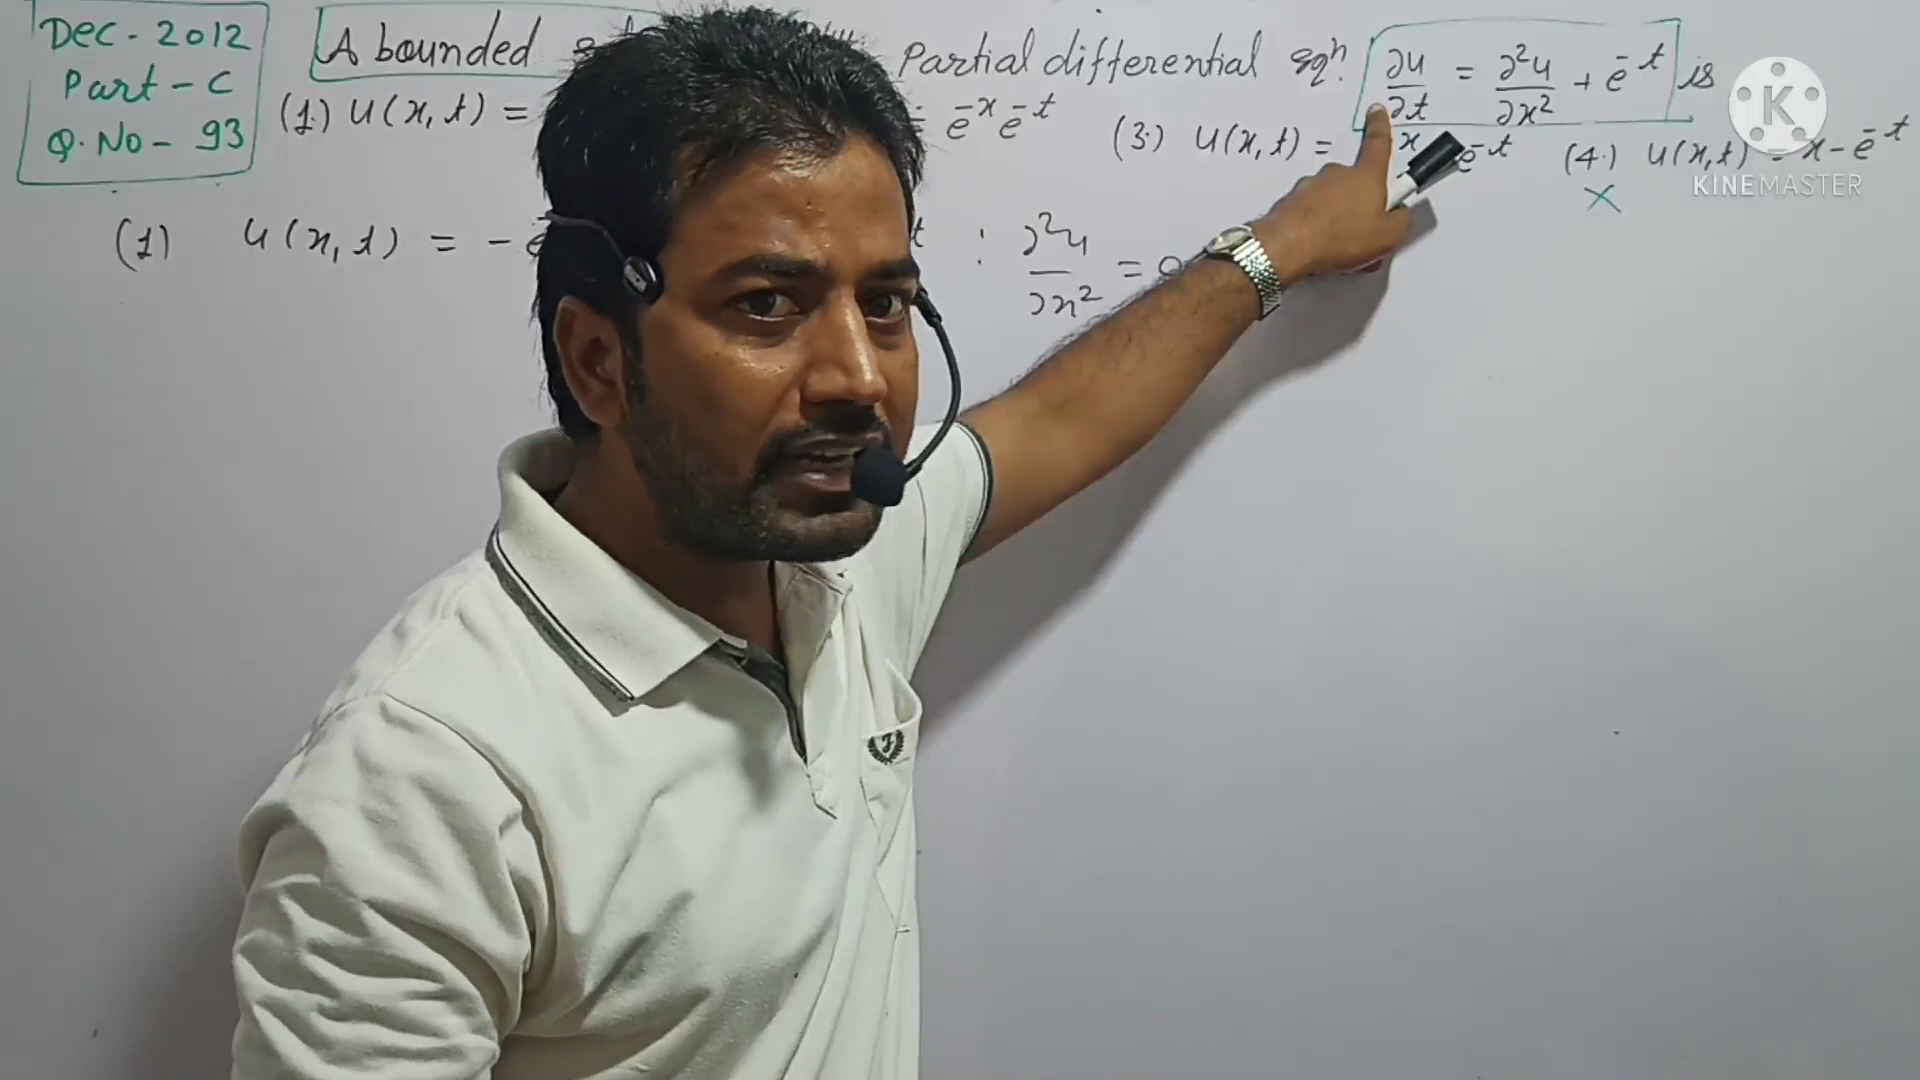 Dec - 2012
Part - C
Q. No - 93
A bounded Partial differential eqn. ∂u/∂t = ∂²u/∂x² + e^-t is
(1.) u(x,t) = = e^-x e^-t (3.) u(x,t) = x e^-t (4.) u(x,t) = x - e^-t
×
(1) u(x,t) = - e t : ∂²u/∂x² = 0
K
KINEMASTER